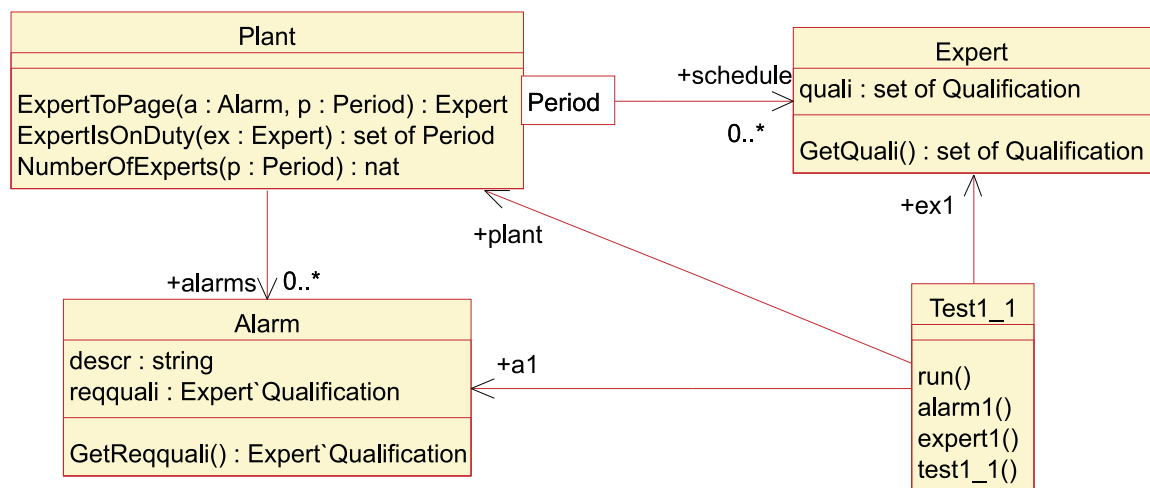 Plant
ExpertToPage(a : Alarm, p : Period) : Expert
ExpertIsOnDuty(ex : Expert) : set of Period
NumberOfExperts(p : Period) : nat
Period
+schedule
0..*
Expert
quali : set of Qualification
GetQuali() : set of Qualification
+ex1
+plant
+alarms
0..*
Alarm
descr : string
reqquali : Expert`Qualification
GetReqquali() : Expert`Qualification
+a1
Test1_1
run()
alarm1()
expert1()
test1_1()